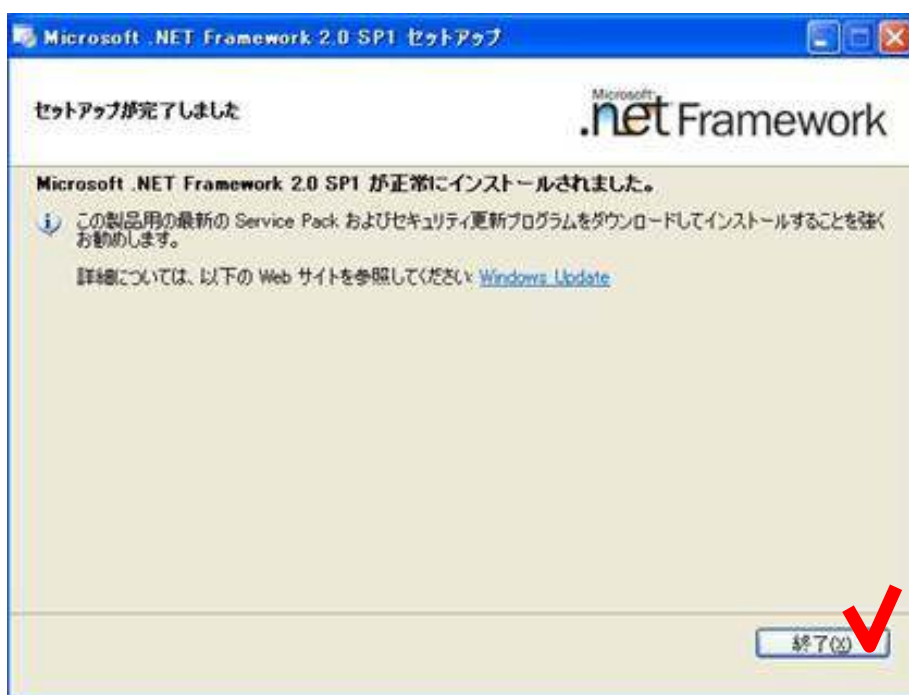 Microsoft .NET Framework 2.0 SP1 セットアップ
セットアップが完了しました
Microsoft
.net Framework
Microsoft .NET Framework 2.0 SP1 が正常にインストールされました。
この製品用の最新の Service Pack およびセキュリティ更新プログラムをダウンロードしてインストールすることを強く
お勧めします。
詳細については、以下の Web サイトを参照してください: Windows Update
終了(X)